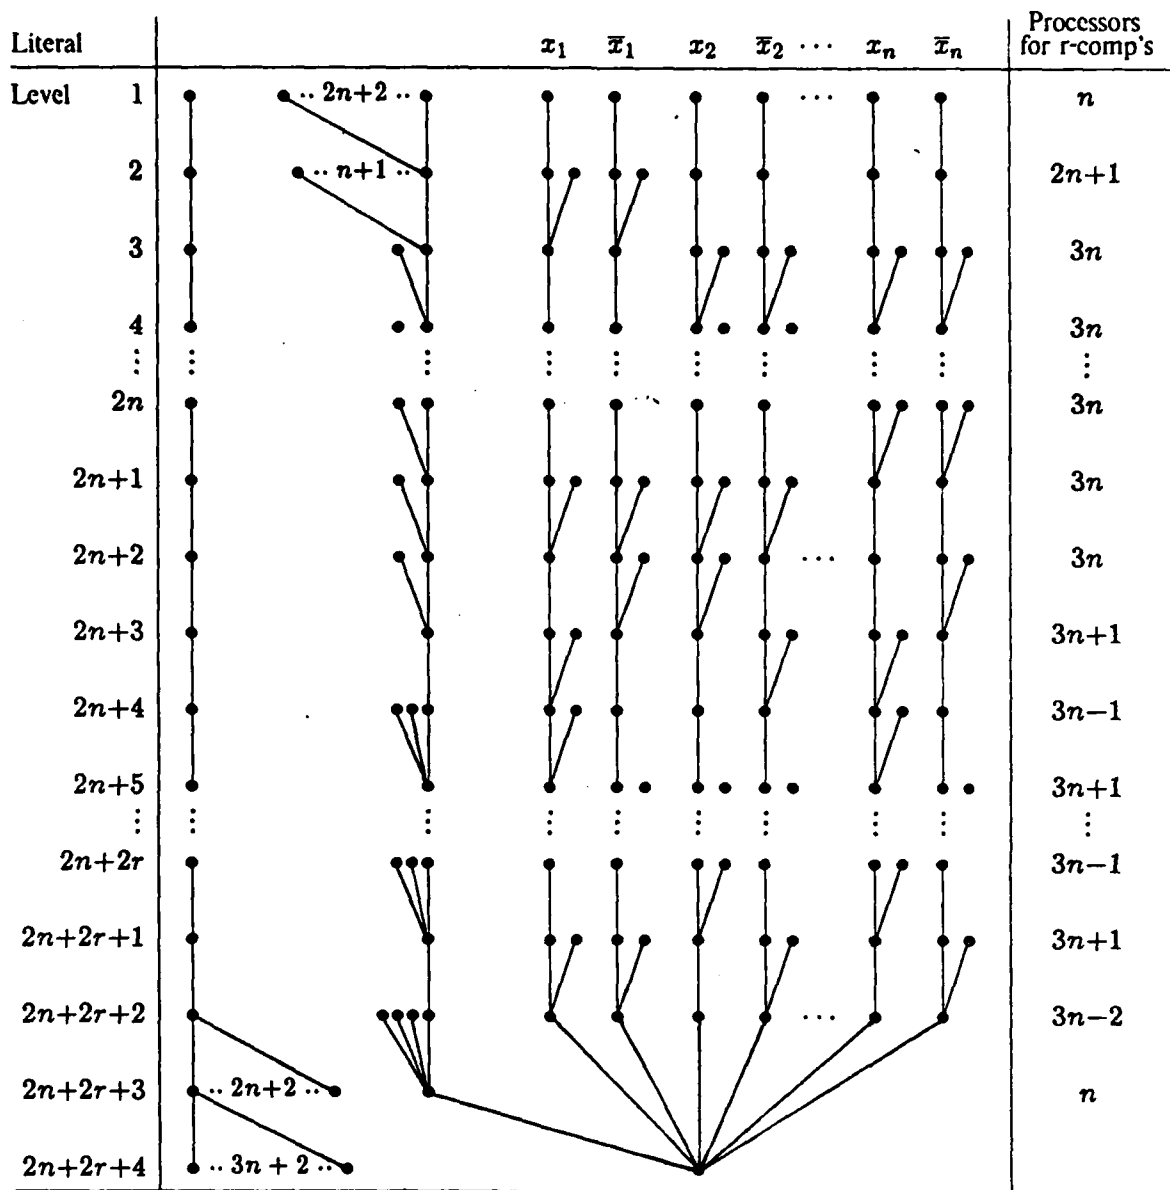 Processors
Literal x₁ x̄₁ x₂ x̄₂ ··· xₙ x̄ₙ for r-comp's
Level 1 ·· 2n+2 ·· ··· n
2 ·· n+1 ·· 2n+1
3 3n
4 3n
⋮ ⋮ ⋮ ⋮ ⋮ ⋮ ⋮ ⋮ ⋮ ⋮
2n 3n
2n+1 3n
2n+2 ··· 3n
2n+3 3n+1
2n+4 3n−1
2n+5 3n+1
⋮ ⋮ ⋮ ⋮ ⋮ ⋮ ⋮ ⋮ ⋮ ⋮
2n+2r 3n−1
2n+2r+1 3n+1
2n+2r+2 ··· 3n−2
2n+2r+3 ·· 2n+2 ·· n
2n+2r+4 ·· 3n + 2 ··